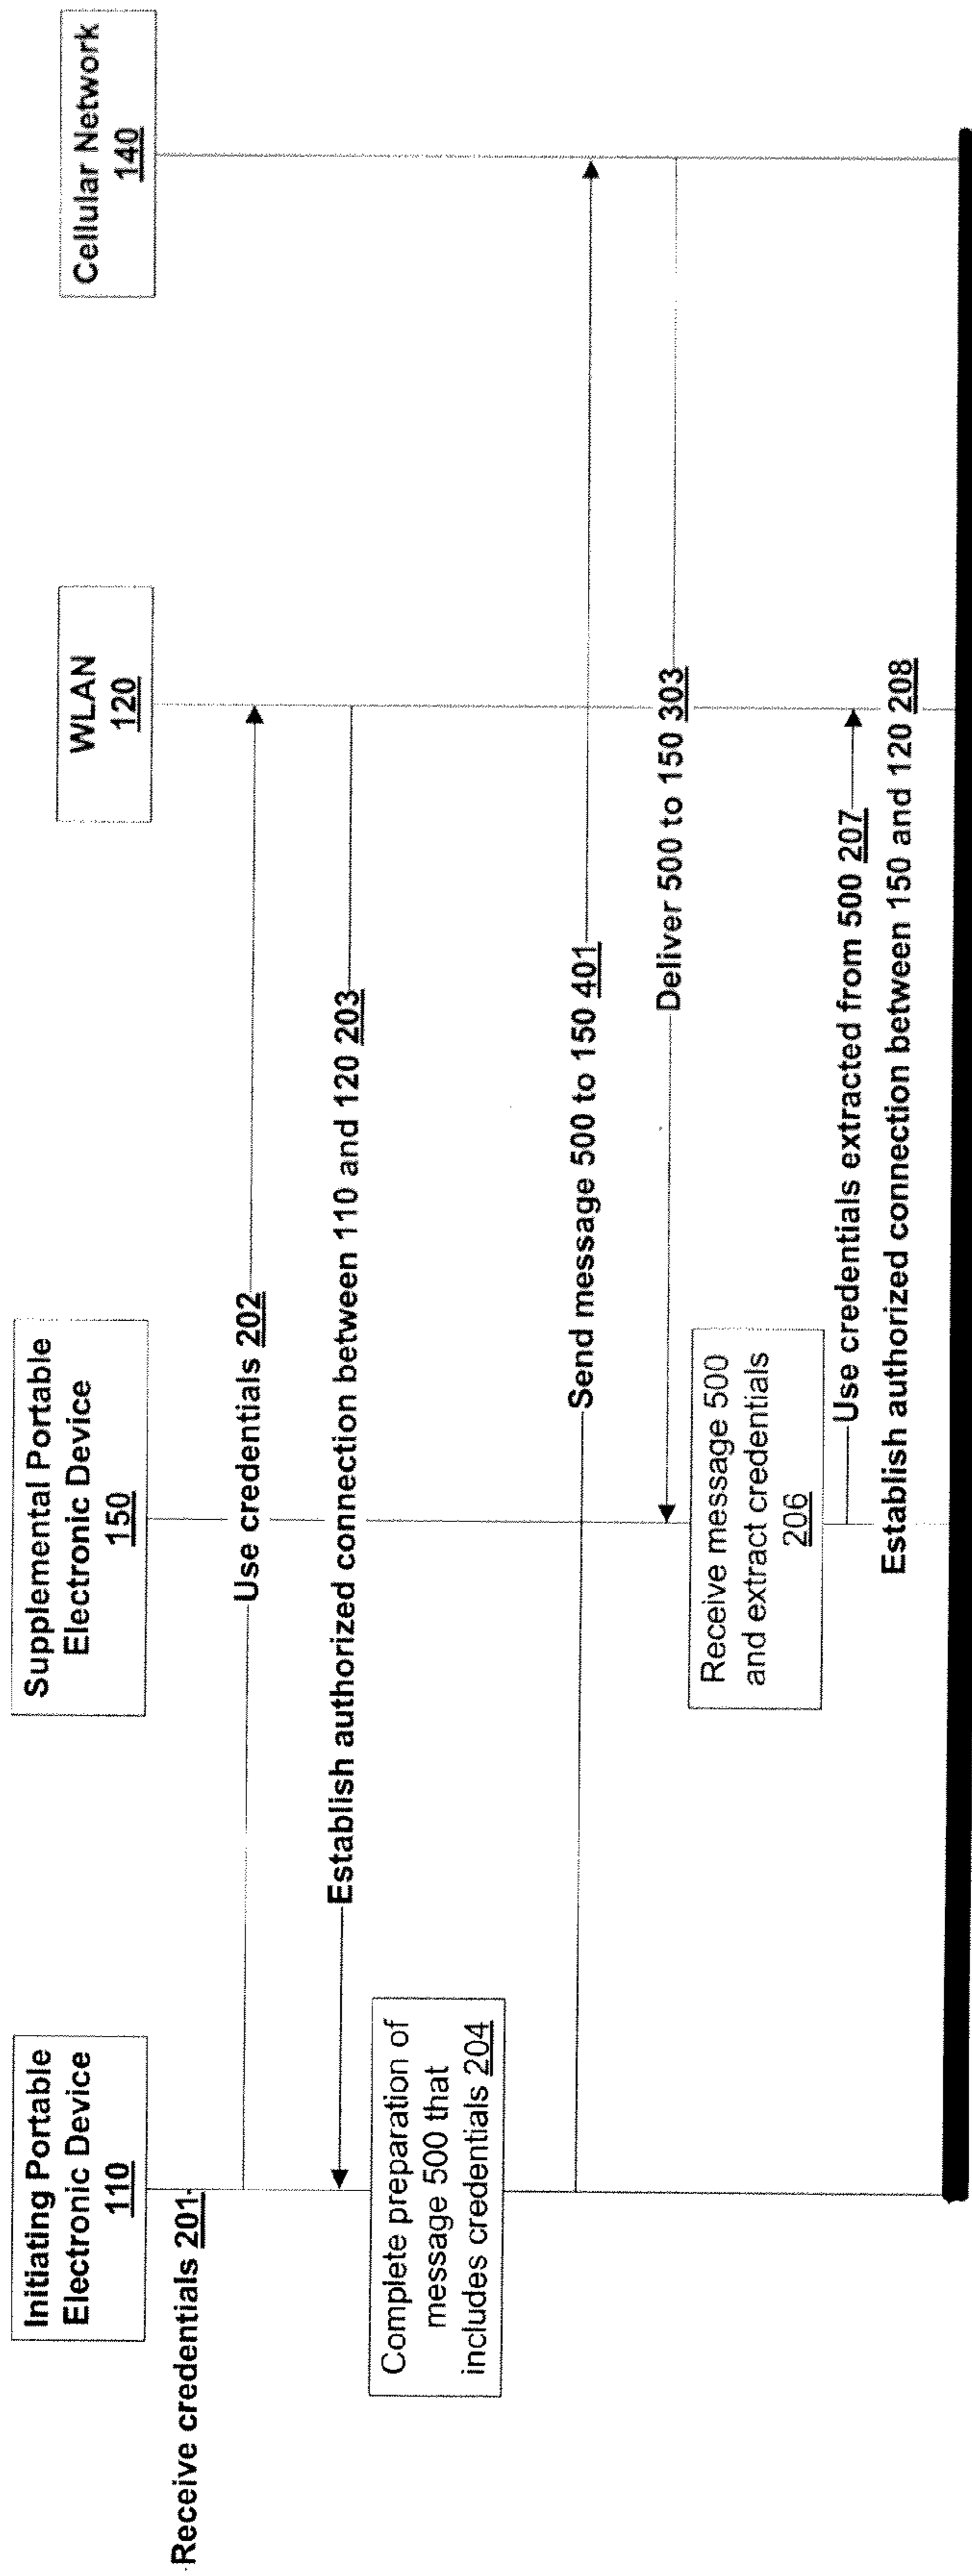 Initiating Portable
Electronic Device
110
Supplemental Portable
Electronic Device
150
WLAN
120
Cellular Network
140
Receive credentials 201
Use credentials 202
Establish authorized connection between 110 and 120 203
Complete preparation of
message 500 that
includes credentials 204
Send message 500 to 150 401
Deliver 500 to 150 303
Receive message 500
and extract credentials
206
Use credentials extracted from 500 207
Establish authorized connection between 150 and 120 208